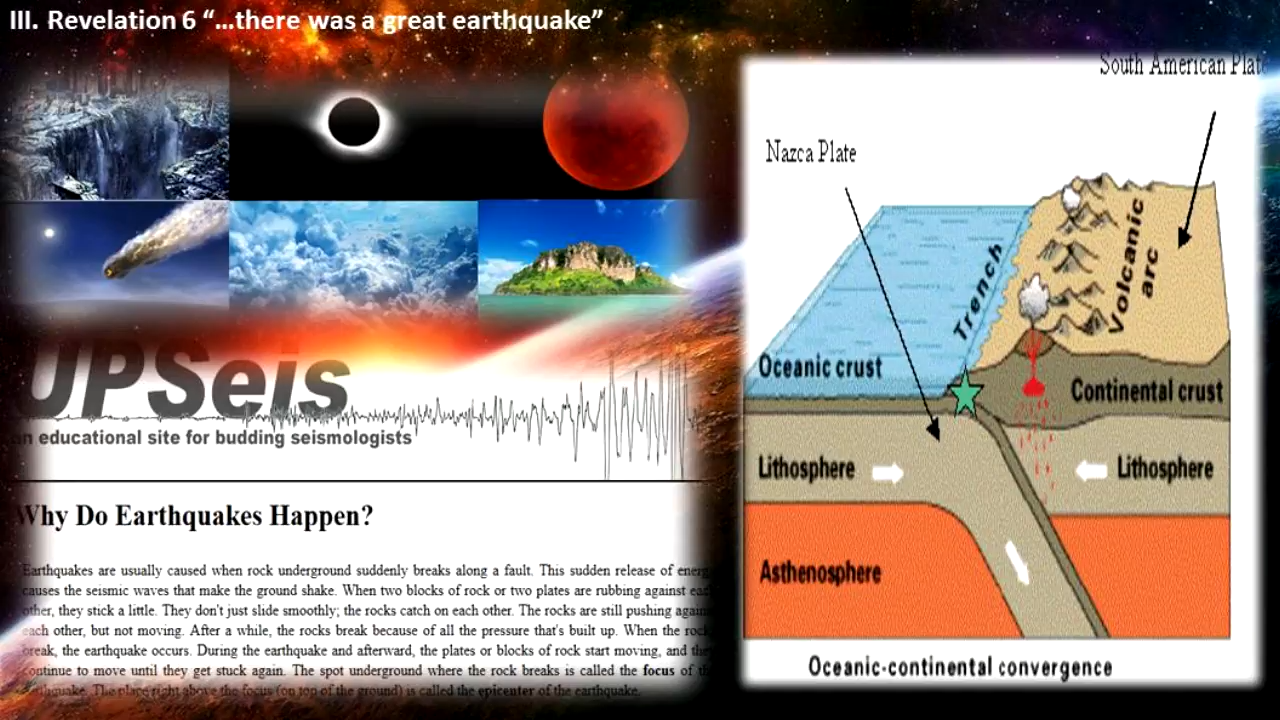 III. Revelation 6 “…there was a great earthquake”
South American Plate
Nazca Plate
Trench
Volcanic
arc
Oceanic crust
Continental crust
Lithosphere
Lithosphere
Asthenosphere
Oceanic-continental convergence
UPSeis
an educational site for budding seismologists
Why Do Earthquakes Happen?
Earthquakes are usually caused when rock underground suddenly breaks along a fault. This sudden release of energy
causes the seismic waves that make the ground shake. When two blocks of rock or two plates are rubbing against each
other, they stick a little. They don't just slide smoothly; the rocks catch on each other. The rocks are still pushing against
each other, but not moving. After a while, the rocks break because of all the pressure that's built up. When the rocks
break, the earthquake occurs. During the earthquake and afterward, the plates or blocks of rock start moving, and they
continue to move until they get stuck again. The spot underground where the rock breaks is called the focus of the
earthquake. The place right above the focus (on top of the ground) is called the epicenter of the earthquake.